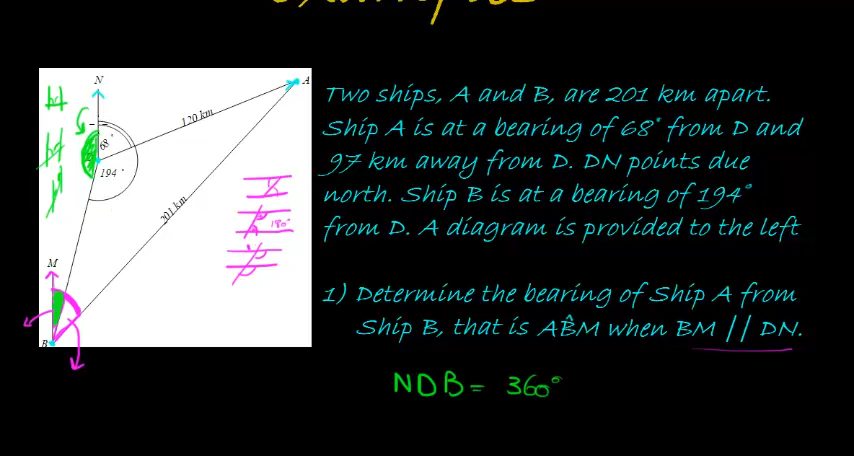 N
A
120 km
68°
194°
201 km
180°
M
B
Two ships, A and B, are 201 km apart.
Ship A is at a bearing of 68° from D and
97 km away from D. DN points due
north. Ship B is at a bearing of 194°
from D. A diagram is provided to the left
1) Determine the bearing of Ship A from
Ship B, that is AB̂M when BM // DN.
NDB = 360°